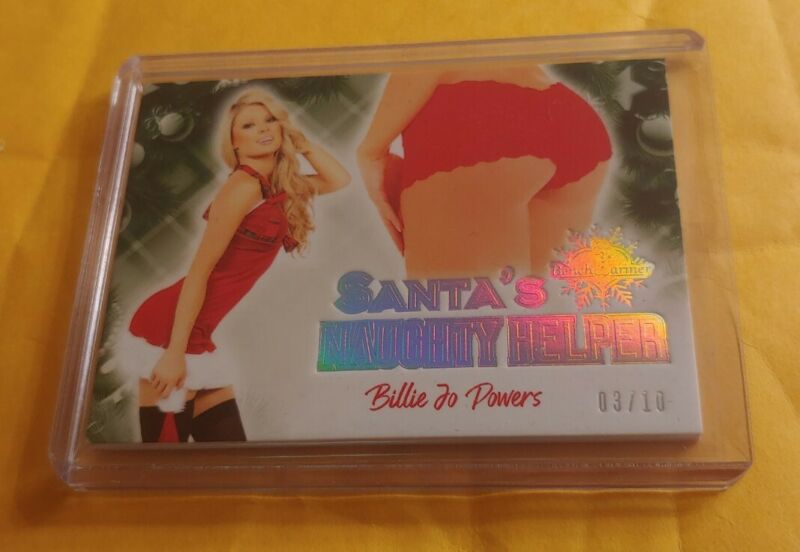 Bench Warmer
SANTA'S
NAUGHTY HELPER
Billie Jo Powers
03/10